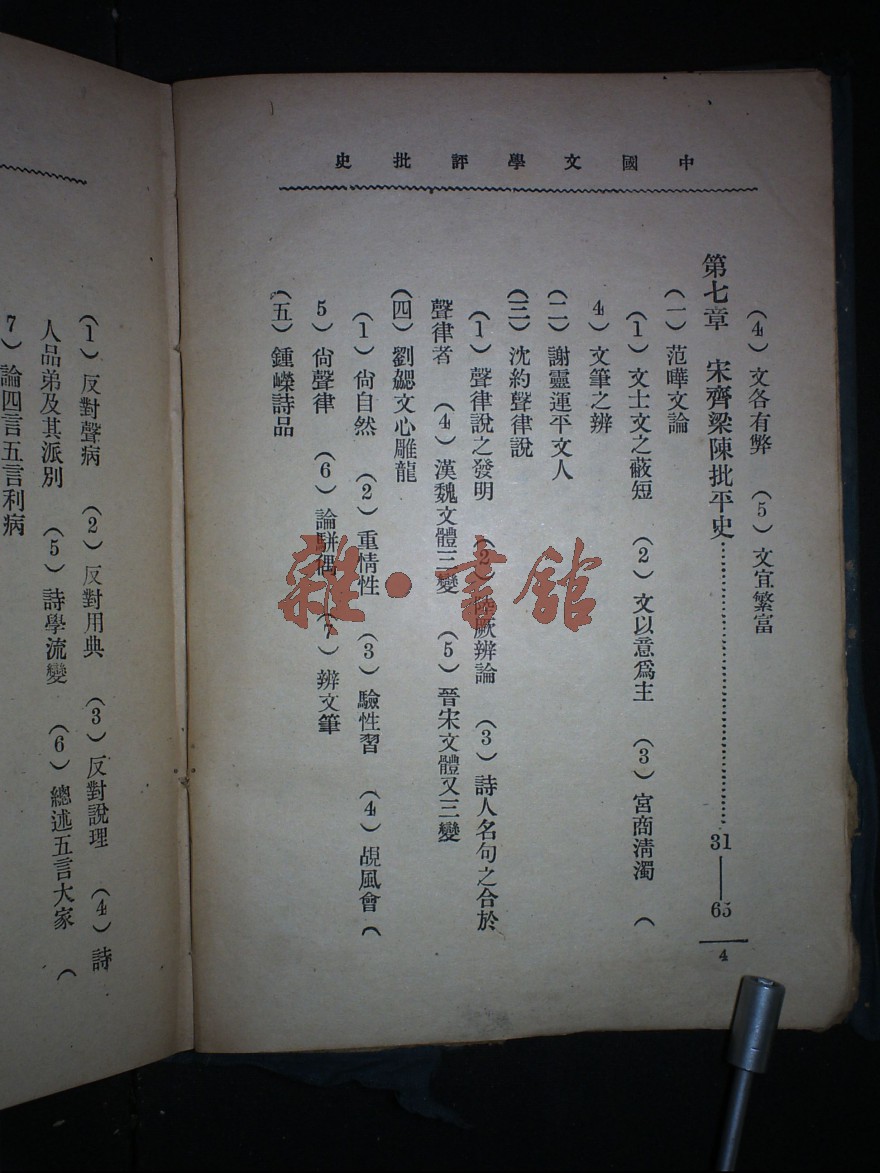 中國文學評批史
(4) 文各有弊 (5) 文宜繁富
第七章 宋齊梁陳批平史……………………31——65
(一) 范曄文論
(1) 文士文之蔽短 (2) 文以意爲主 (3) 宮商淸濁 (
4) 文筆之辨
(二) 謝靈運平文人
(三) 沈約聲律說
(1) 聲律說之發明 (2) 陸厥辨論 (3) 詩人名句之合於
聲律者 (4) 漢魏文體三變 (5) 晉宋文體又三變
(四) 劉勰文心雕龍
(1) 尙自然 (2) 重情性 (3) 驗性習 (4) 覘風會 (
5) 尙聲律 (6) 論駢偶 (7) 辨文筆
(五) 鍾嶸詩品
4
(1) 反對聲病 (2) 反對用典 (3) 反對說理 (4) 詩
人品弟及其派別 (5) 詩學流變 (6) 總述五言大家 (
7) 論四言五言利病
雜·書館